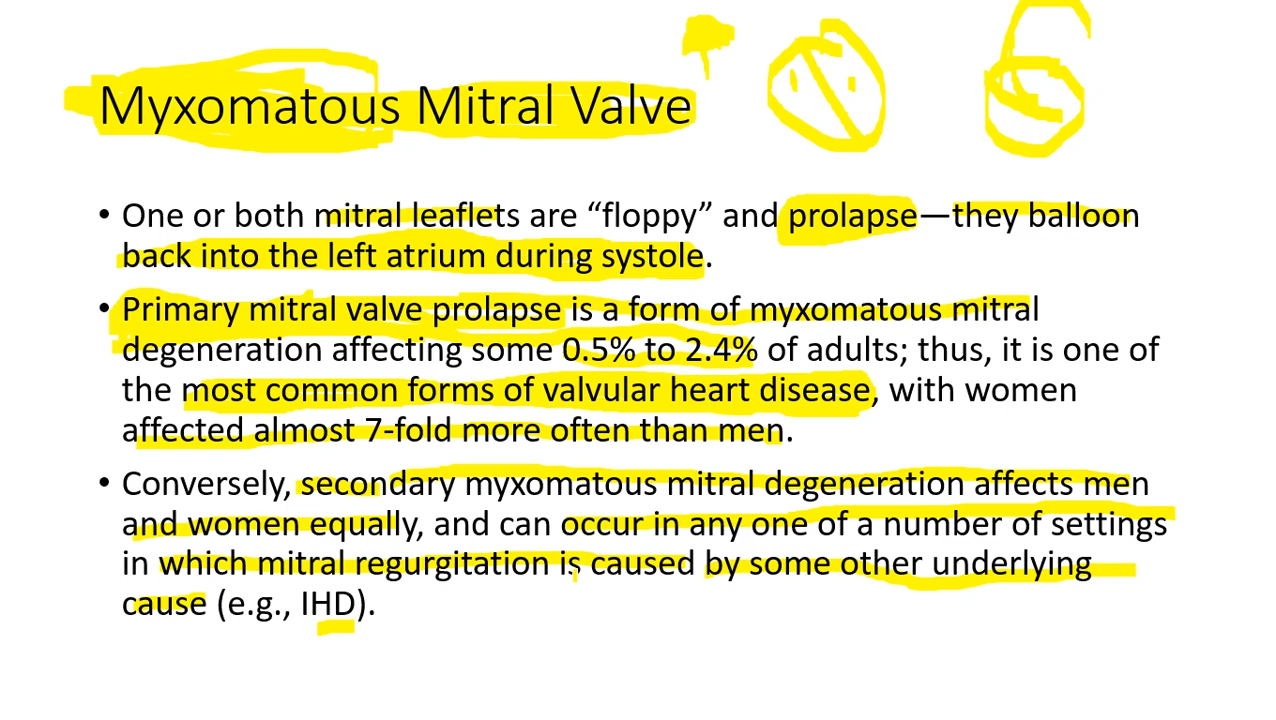 Myxomatous Mitral Valve
• One or both mitral leaflets are “floppy” and prolapse—they balloon
back into the left atrium during systole.
• Primary mitral valve prolapse is a form of myxomatous mitral
degeneration affecting some 0.5% to 2.4% of adults; thus, it is one of
the most common forms of valvular heart disease, with women
affected almost 7-fold more often than men.
• Conversely, secondary myxomatous mitral degeneration affects men
and women equally, and can occur in any one of a number of settings
in which mitral regurgitation is caused by some other underlying
cause (e.g., IHD).